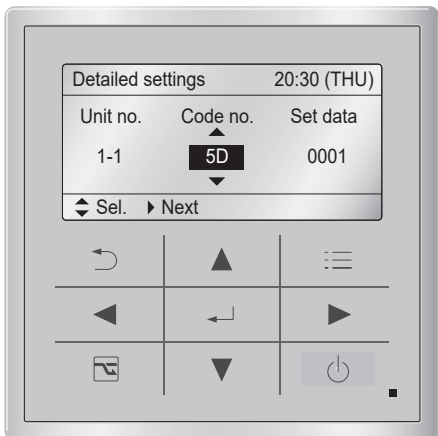 Detailed settings 20:30 (THU)
Unit no. Code no. Set data
1-1 5D 0001
Sel. Next